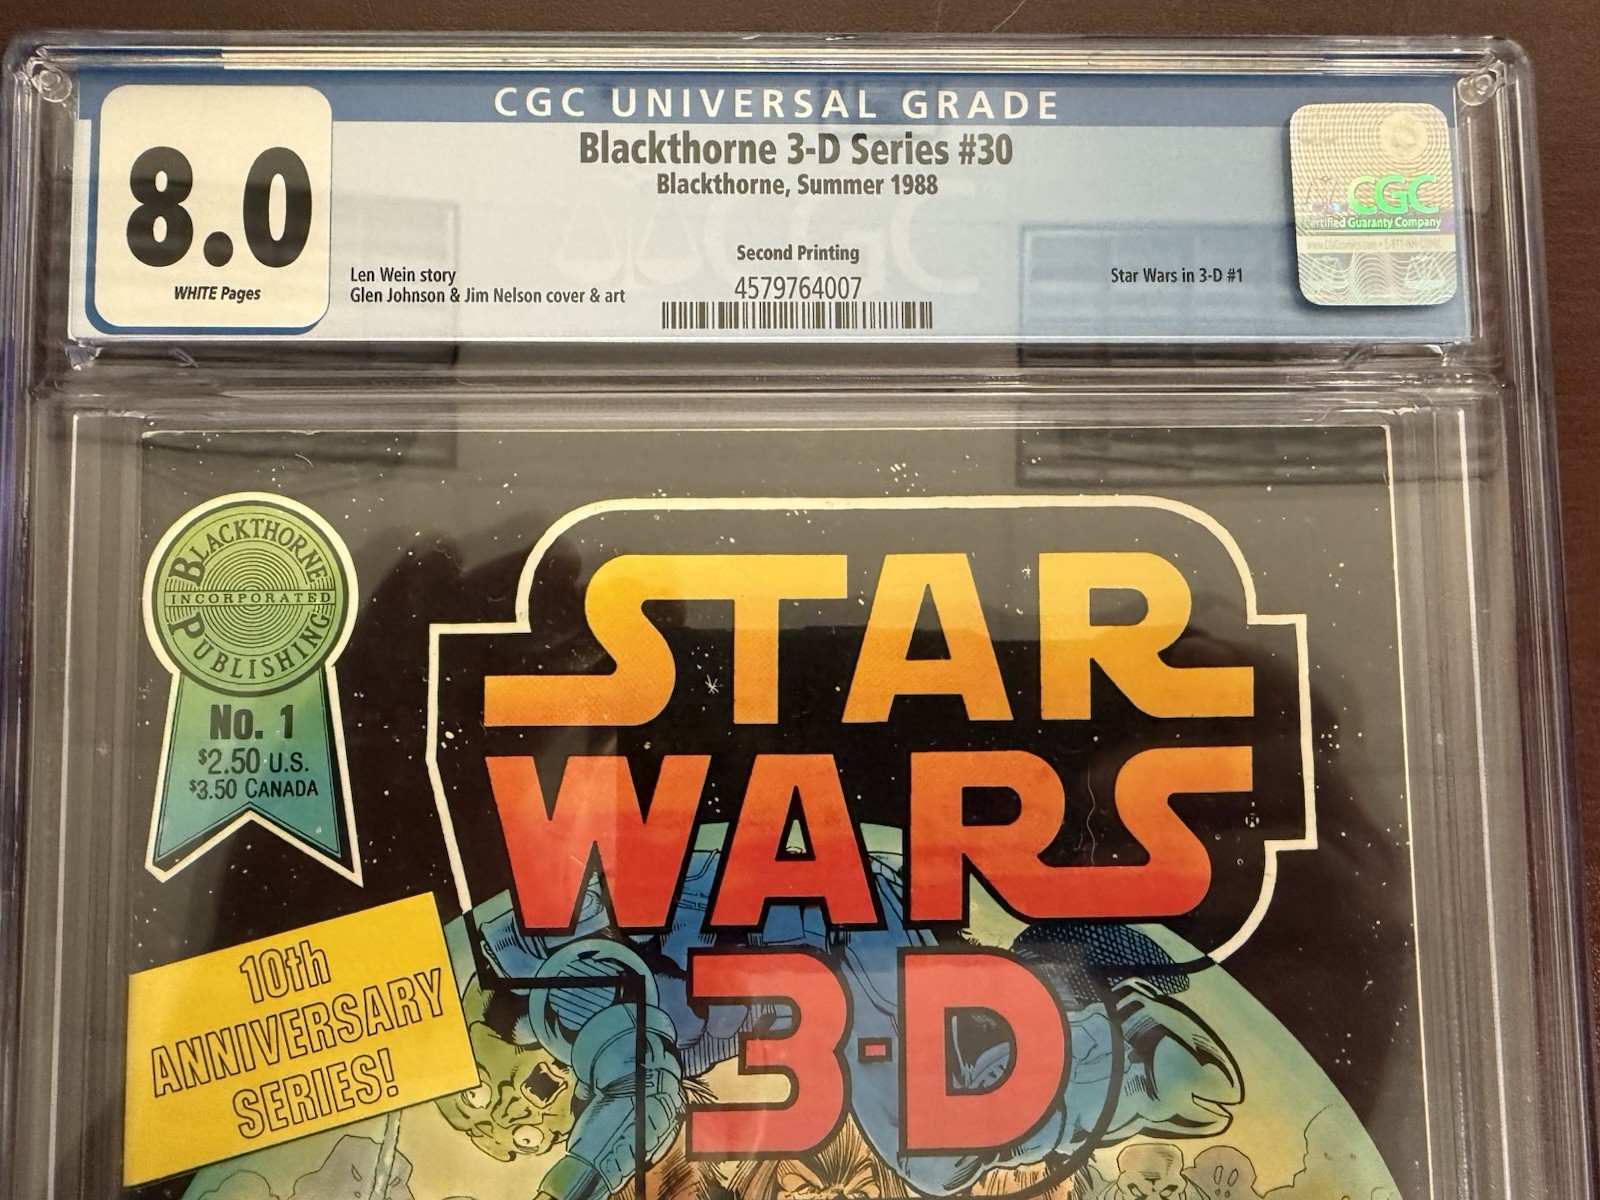 CGC UNIVERSAL GRADE
8.0
WHITE Pages
Blackthorne 3-D Series #30
Blackthorne, Summer 1988
Second Printing
4579764007
Len Wein story
Glen Johnson & Jim Nelson cover & art
Star Wars in 3-D #1
CGC
Certified Guaranty Company
BLACKTHORNE
INCORPORATED
PUBLISHING
No. 1
$2.50 U.S.
$3.50 CANADA
STAR
WARS
3-D
10th
ANNIVERSARY
SERIES!